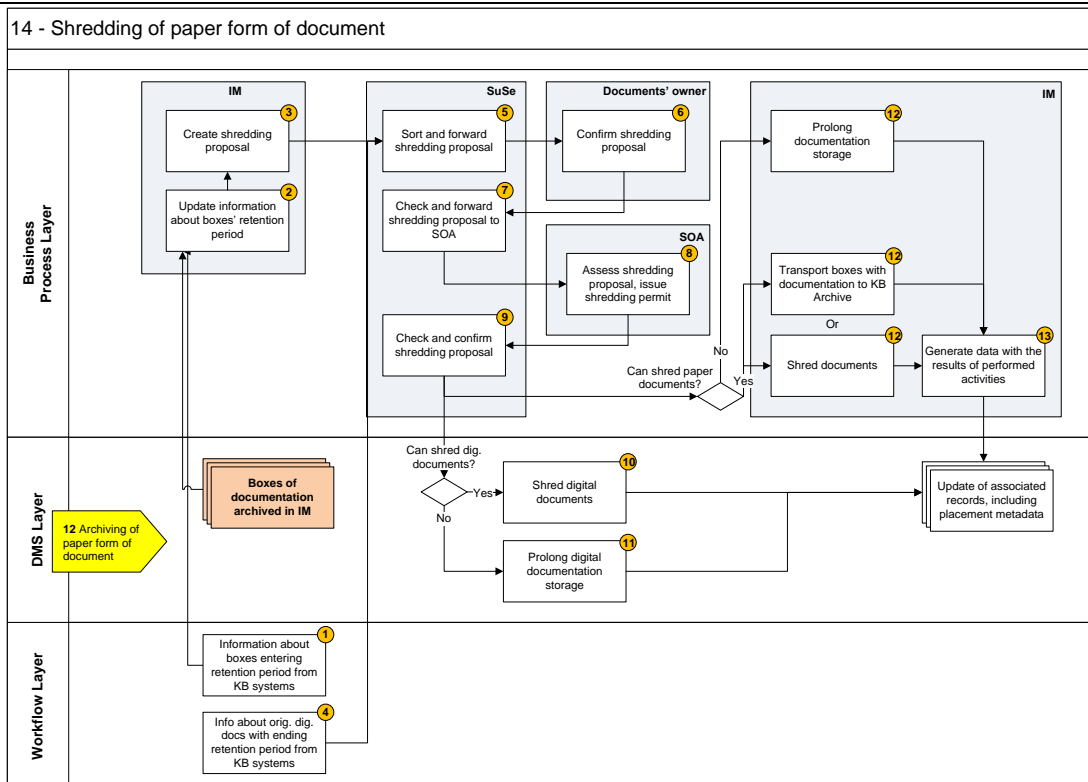 14 - Shredding of paper form of document
Business
Process Layer
IM
3
Create shredding
proposal
2
Update information
about boxes' retention
period
SuSe
5
Sort and forward
shredding proposal
7
Check and forward
shredding proposal to
SOA
9
Check and confirm
shredding proposal
Documents' owner
6
Confirm shredding
proposal
SOA
8
Assess shredding
proposal, issue
shredding permit
Can shred paper
documents?
No
Yes
IM
12
Prolong
documentation
storage
12
Transport boxes with
documentation to KB
Archive
Or
12
Shred documents
13
Generate data with the
results of performed
activities
DMS Layer
12 Archiving of
paper form of
document
Boxes of
documentation
archived in IM
Can shred dig.
documents?
Yes
No
10
Shred digital
documents
11
Prolong digital
documentation
storage
Update of associated
records, including
placement metadata
Workflow Layer
1
Information about
boxes entering
retention period from
KB systems
4
Info about orig. dig.
docs with ending
retention period from
KB systems